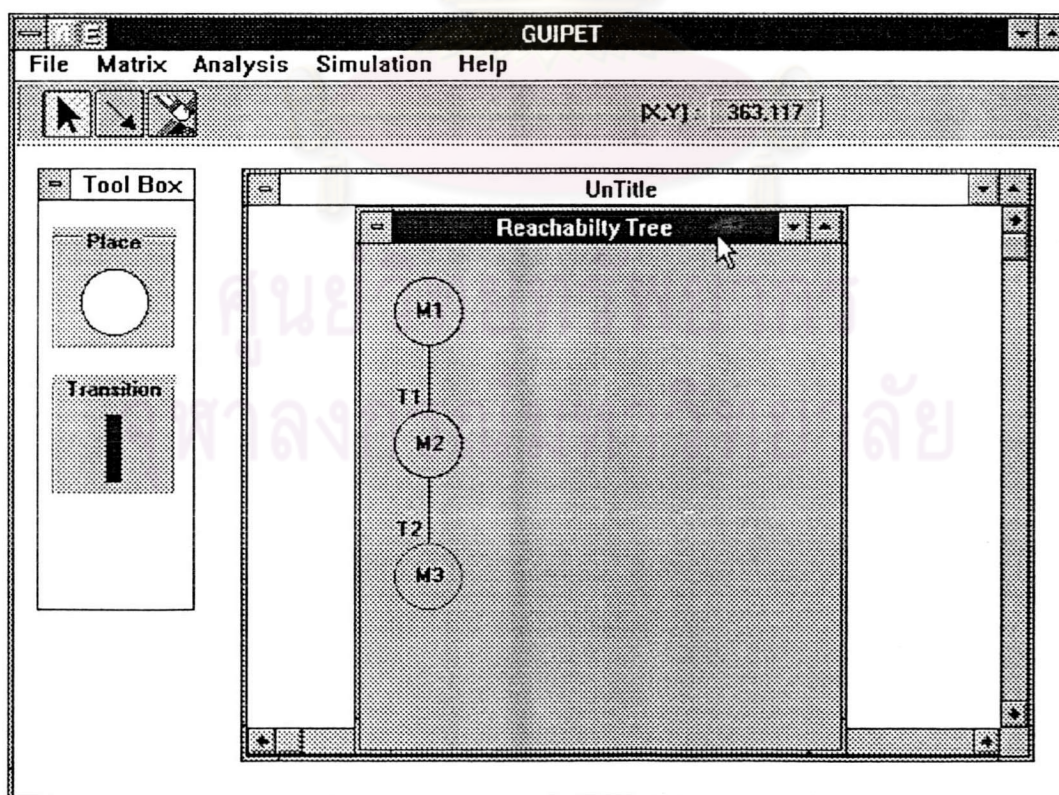 GUIPET
File Matrix Analysis Simulation Help
[X,Y] : 363,117
Tool Box
UnTitle
Reachabilty Tree
Place
M1
Transition
T1
M2
T2
M3